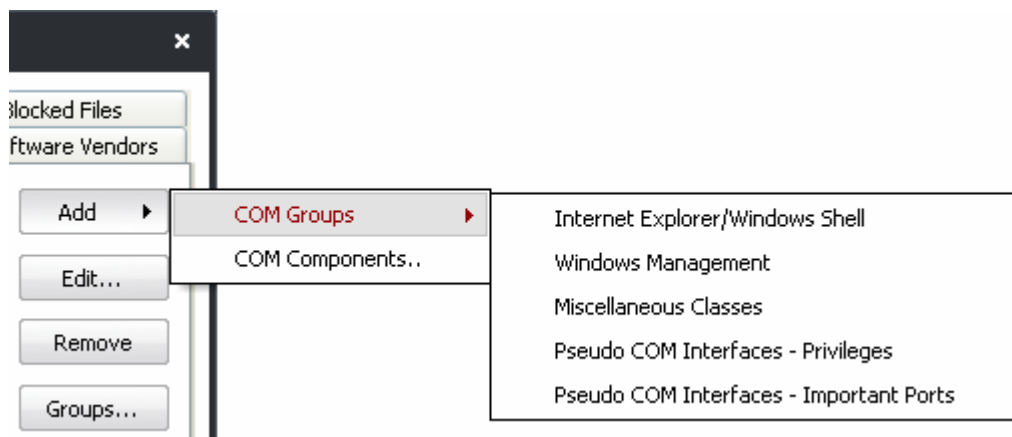 Blocked Files
ftware Vendors
Add
COM Groups
COM Components..
Internet Explorer/Windows Shell
Windows Management
Miscellaneous Classes
Pseudo COM Interfaces - Privileges
Pseudo COM Interfaces - Important Ports
Edit...
Remove
Groups...